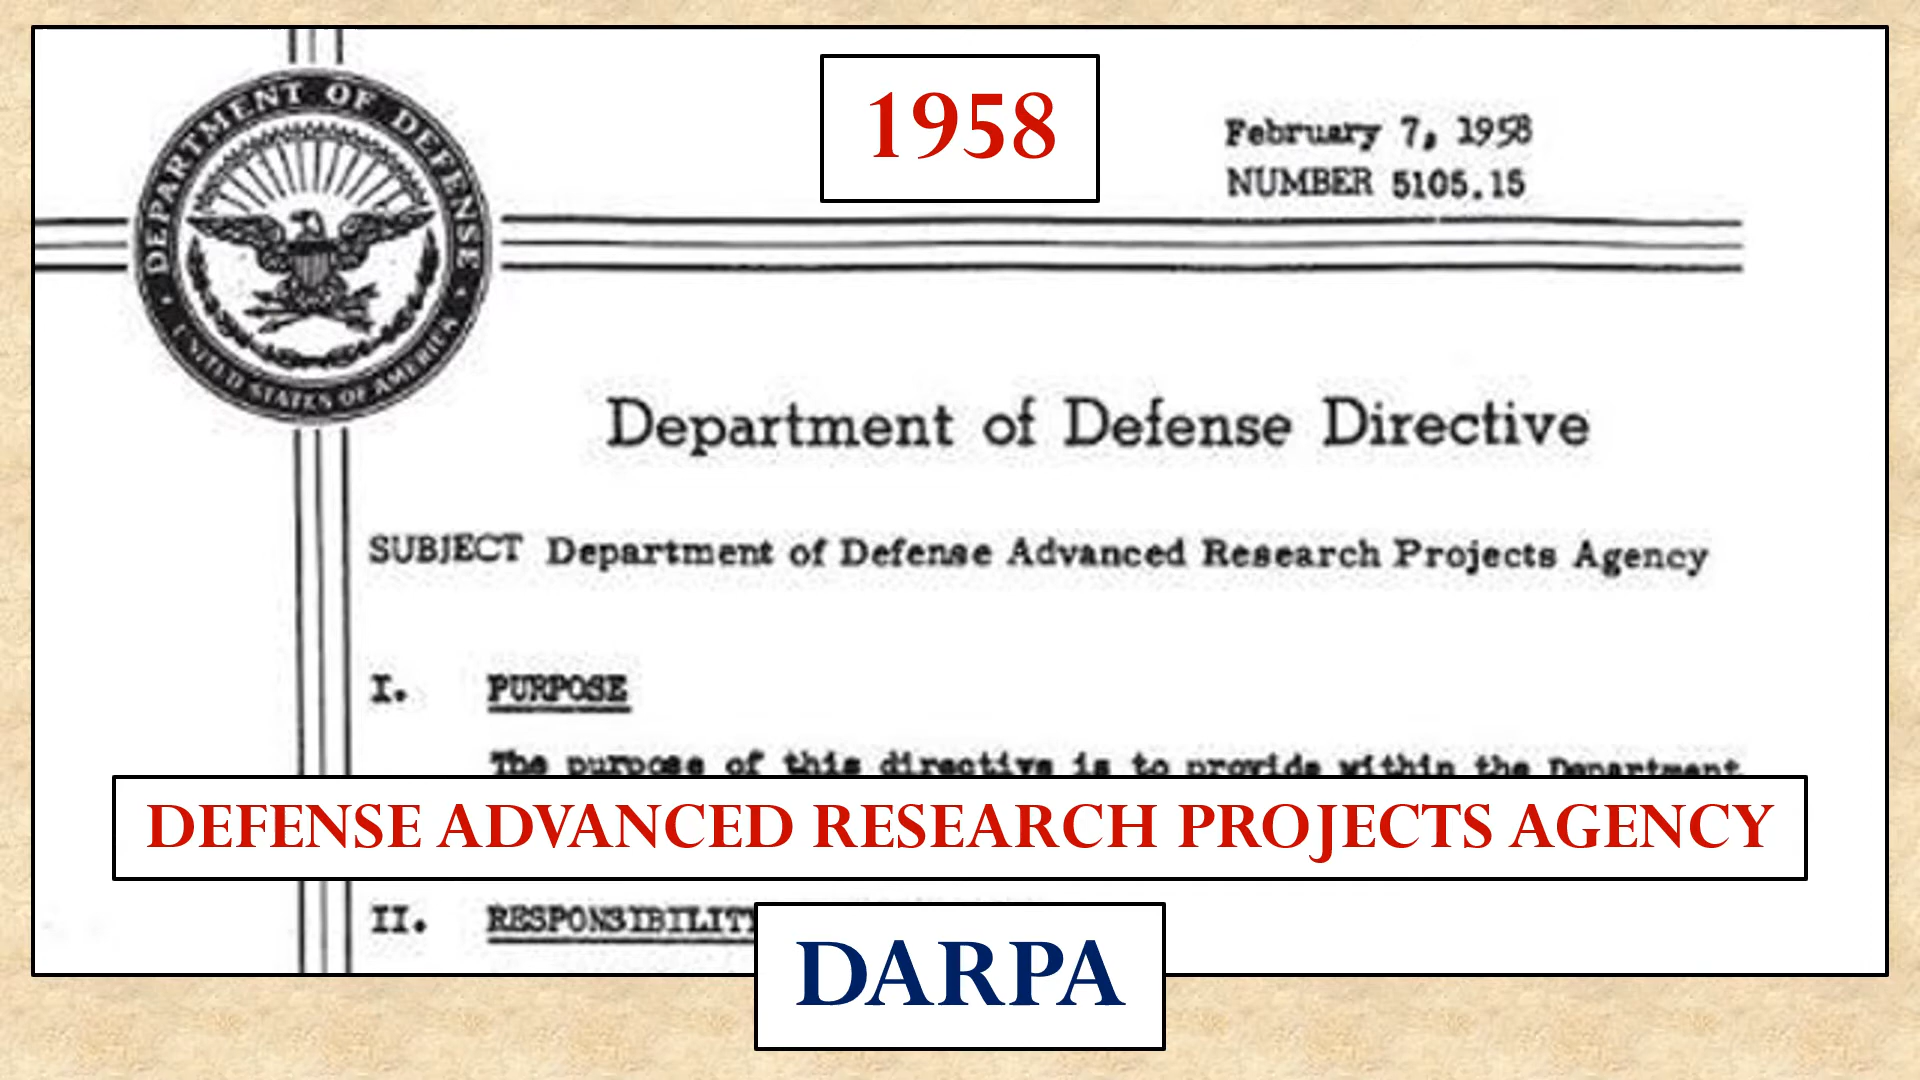 DEPARTMENT OF DEFENSE
UNITED STATES OF AMERICA
1958
February 7, 1958
NUMBER 5105.15
Department of Defense Directive
SUBJECT Department of Defense Advanced Research Projects Agency
I. PURPOSE
The purpose of this directive is to provide within the Department
DEFENSE ADVANCED RESEARCH PROJECTS AGENCY
II. RESPONSIBILITY
DARPA